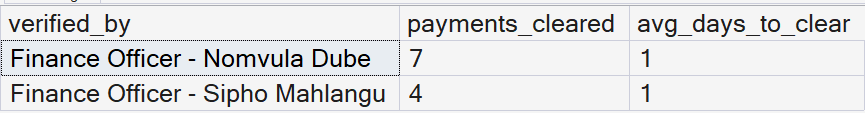 verified_by payments_cleared avg_days_to_clear
Finance Officer - Nomvula Dube 7 1
Finance Officer - Sipho Mahlangu 4 1